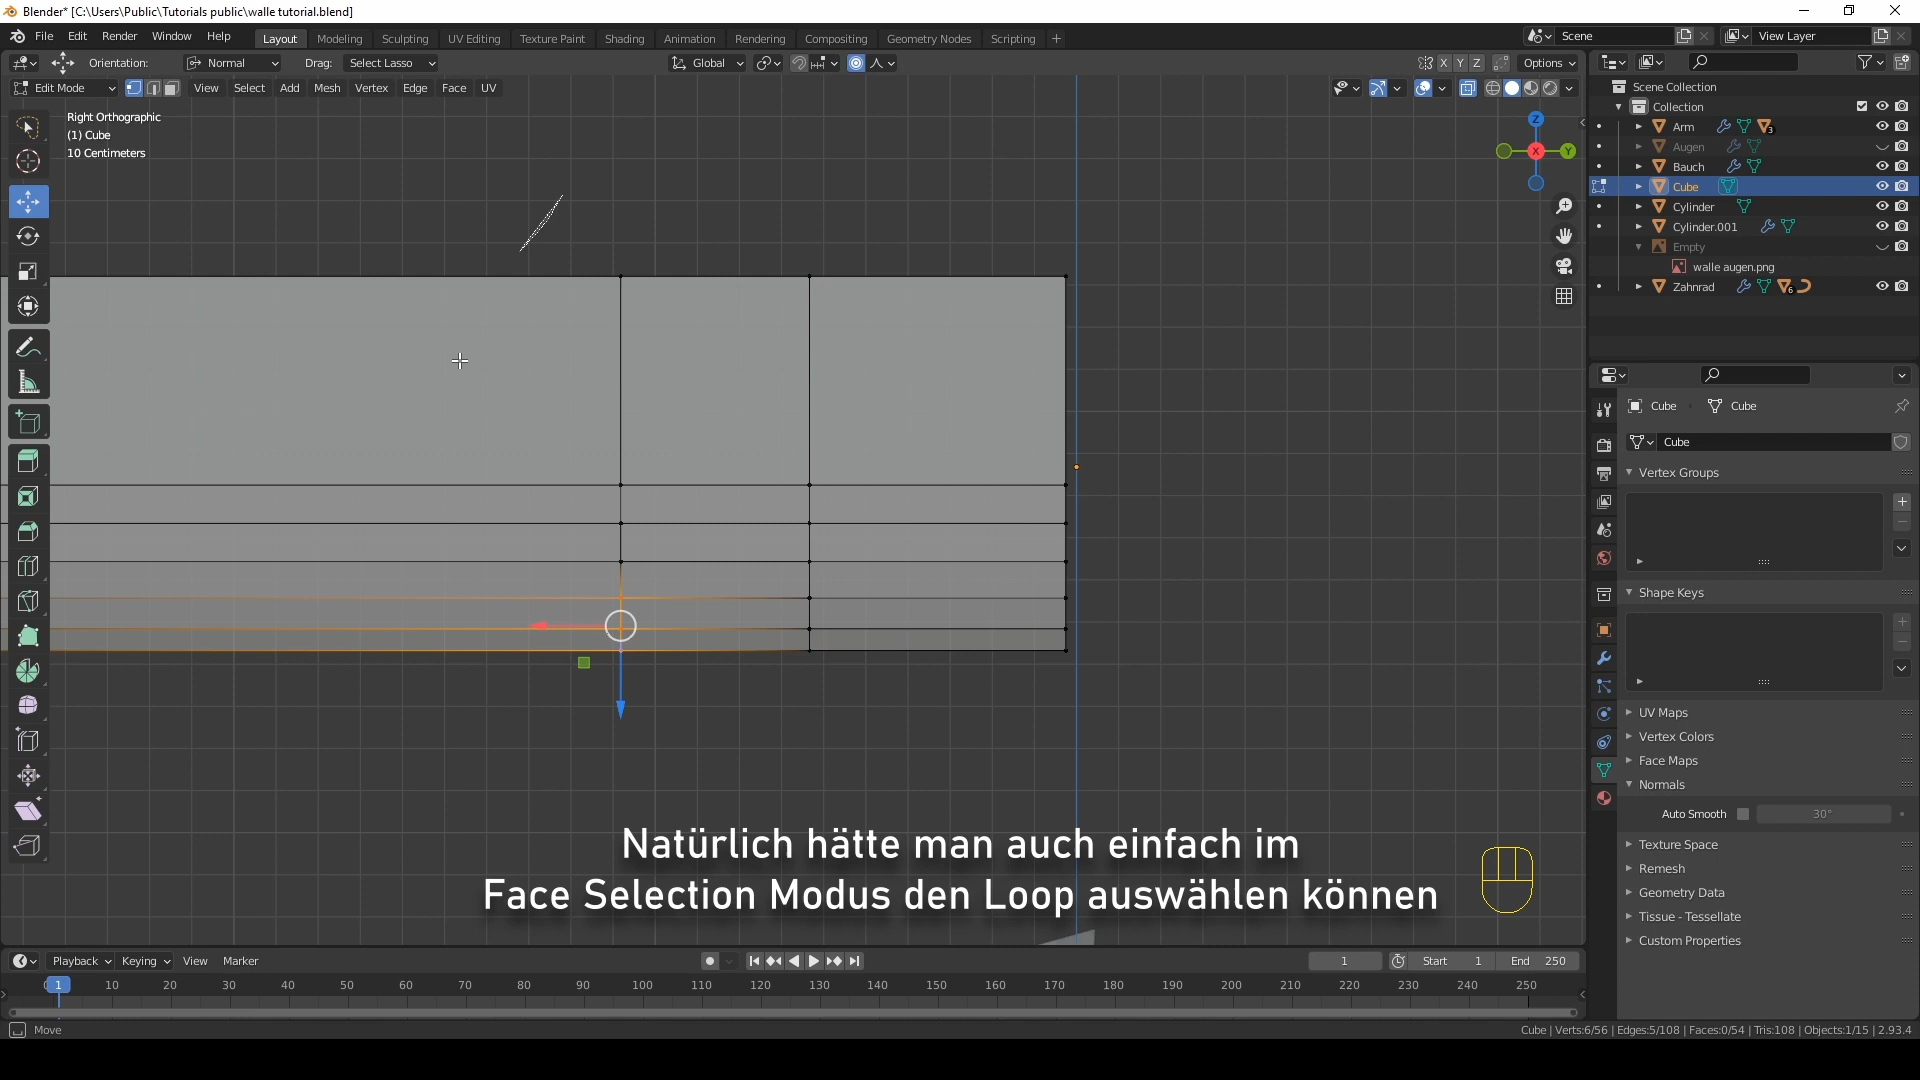 Blender* [C:\Users\Public\Tutorials public\walle tutorial.blend]
File Edit Render Window Help Layout Modeling Sculpting UV Editing Texture Paint Shading Animation Rendering Compositing Geometry Nodes Scripting + Scene View Layer
Orientation: Normal Drag: Select Lasso Global X Y Z Options
Edit Mode View Select Add Mesh Vertex Edge Face UV
Right Orthographic
(1) Cube
10 Centimeters
Z
X
Y
Scene Collection
Collection
Arm 3
Augen
Bauch
Cube
Cylinder
Cylinder.001
Empty
walle augen.png
Zahnrad 6
Cube Cube
Cube
Vertex Groups
Shape Keys
UV Maps
Vertex Colors
Face Maps
Normals
Auto Smooth 30°
Texture Space
Remesh
Geometry Data
Tissue - Tessellate
Custom Properties
Natürlich hätte man auch einfach im
Face Selection Modus den Loop auswählen können
Playback Keying View Marker 1 Start 1 End 250
1 10 20 30 40 50 60 70 80 90 100 110 120 130 140 150 160 170 180 190 200 210 220 230 240 250
Move
Cube | Verts:6/56 | Edges:5/108 | Faces:0/54 | Tris:108 | Objects:1/15 | 2.93.4